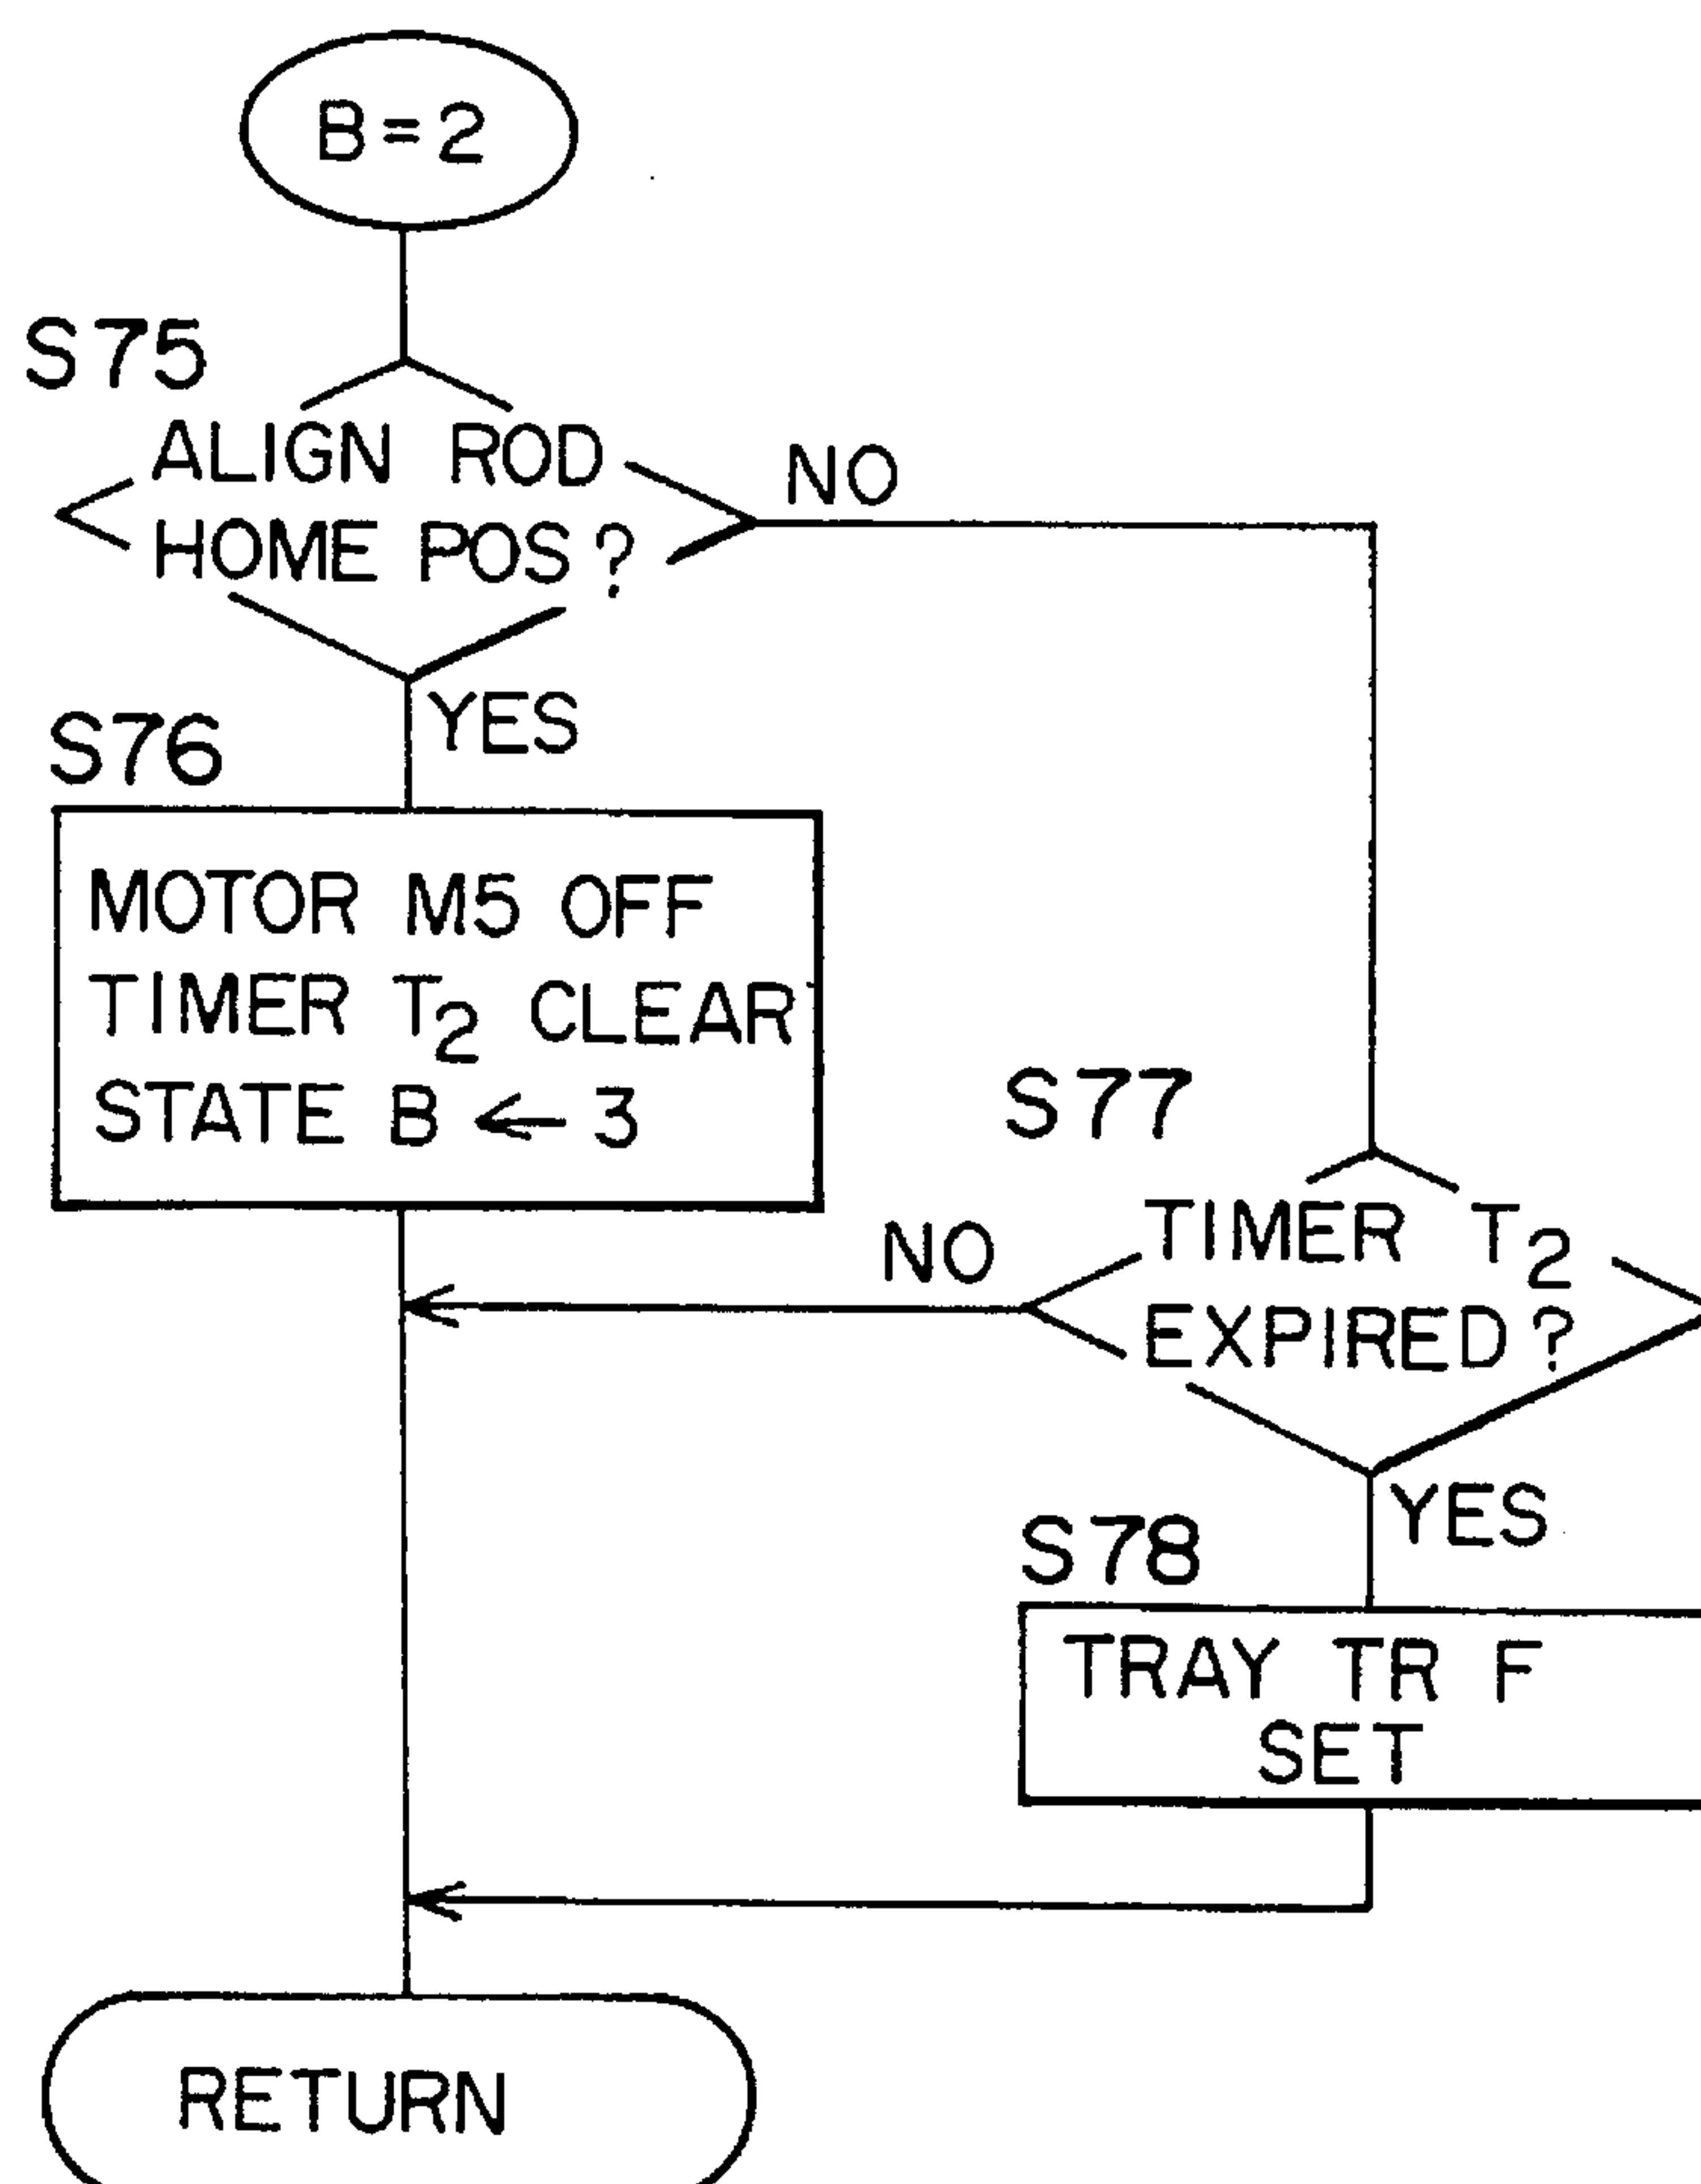 B=2
S75
ALIGN ROD
HOME POS?
NO
YES
S76
MOTOR M5 OFF
TIMER T2 CLEAR
STATE B ← 3
S77
TIMER T2
EXPIRED?
NO
YES
S78
TRAY TR F
SET
RETURN